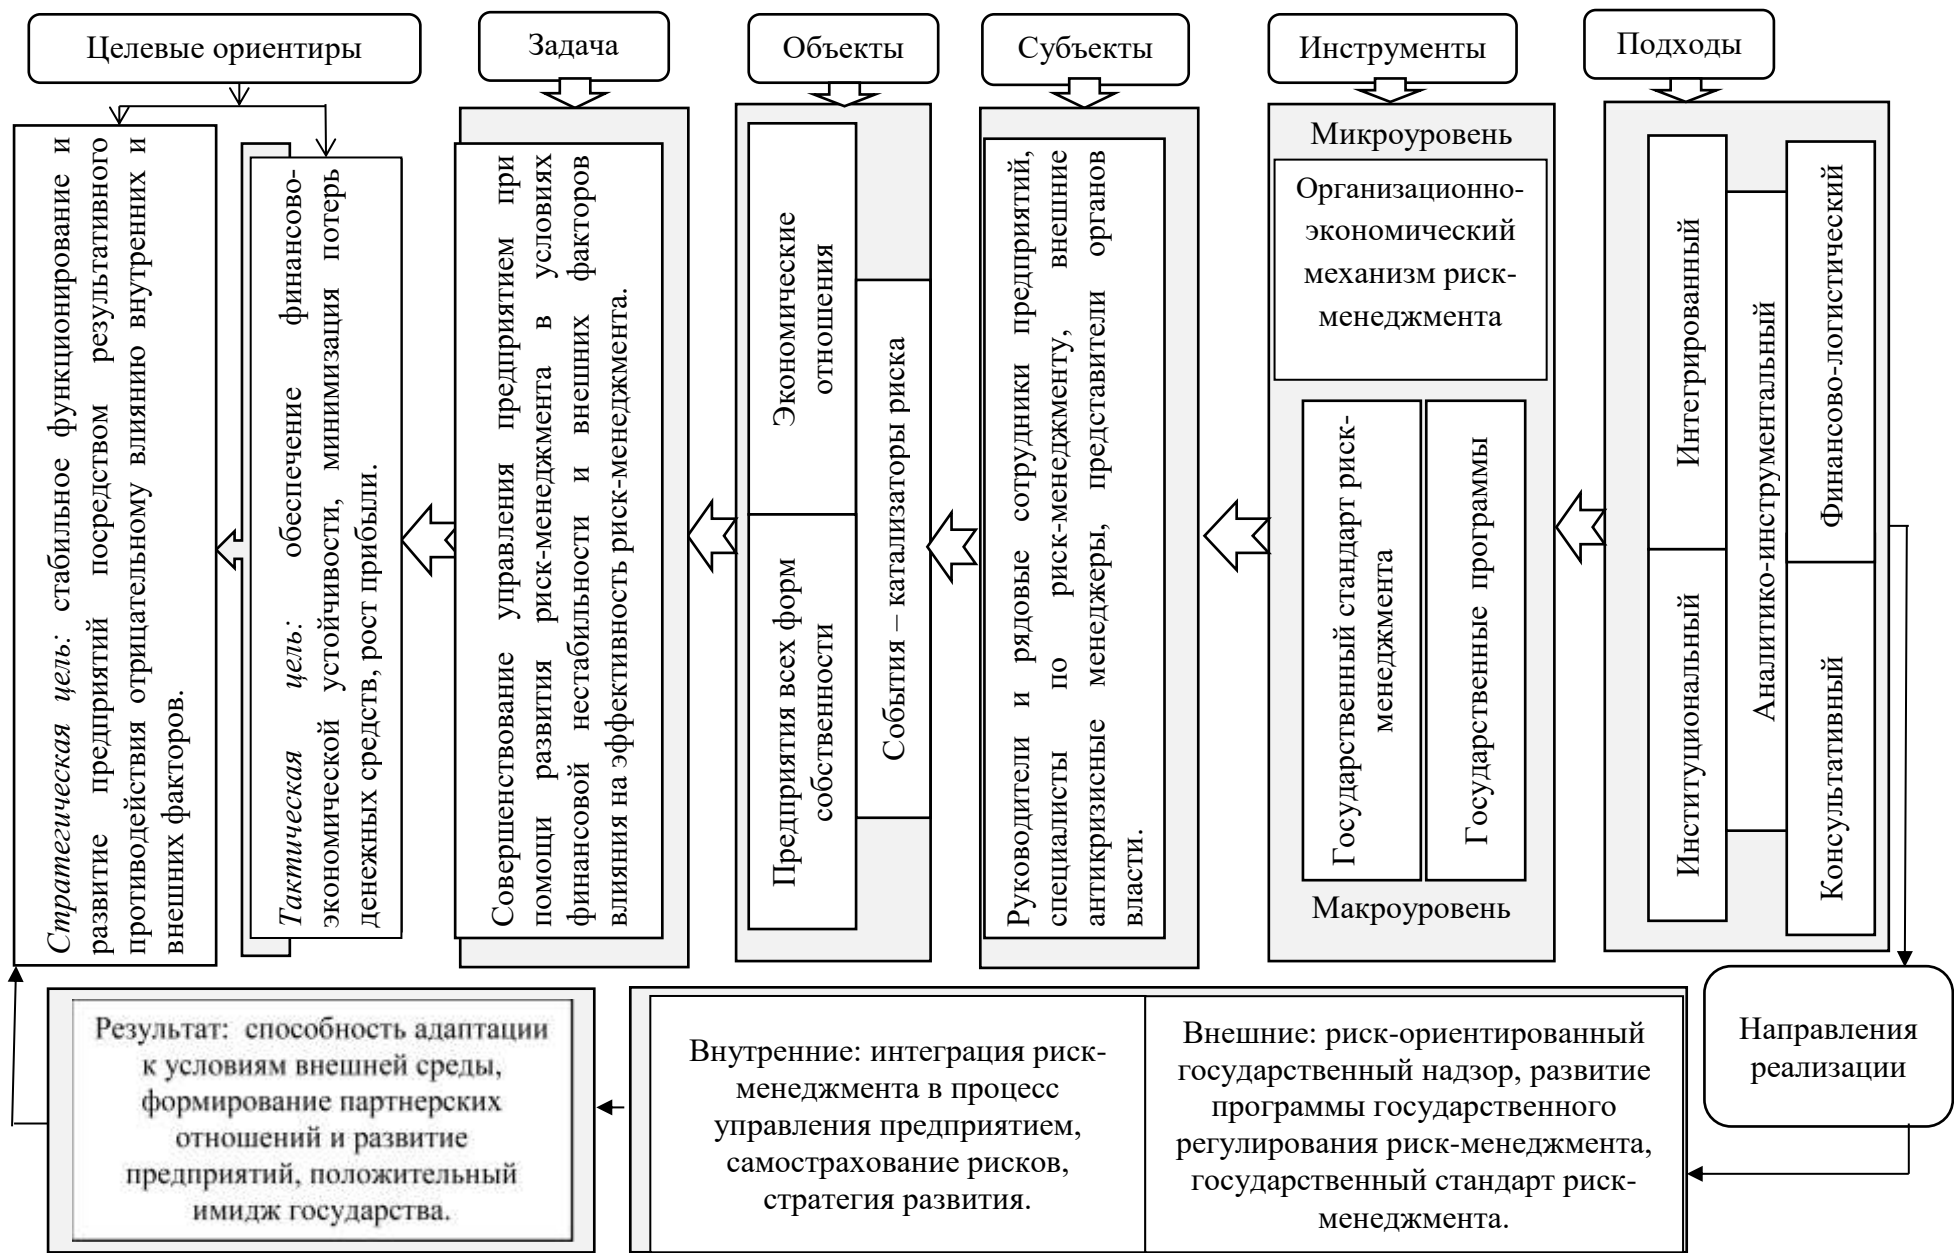 Целевые ориентиры
Задача
Объекты
Субъекты
Инструменты
Подходы
Стратегическая цель: стабильное функционирование и
развитие предприятий посредством результативного
противодействия отрицательному влиянию внутренних и
внешних факторов.
Тактическая цель: обеспечение финансово-
экономической устойчивости, минимизация потерь
денежных средств, рост прибыли.
Совершенствование управления предприятием при
помощи развития риск-менеджмента в условиях
финансовой нестабильности и внешних факторов
влияния на эффективность риск-менеджмента.
Экономические
отношения
Предприятия всех форм
собственности
События – катализаторы риска
Руководители и рядовые сотрудники предприятий,
специалисты по риск-менеджменту, внешние
антикризисные менеджеры, представители органов
власти.
Микроуровень
Организационно-
экономический
механизм риск-
менеджмента
Государственный стандарт риск-
менеджмента
Государственные программы
Макроуровень
Интегрированный
Институциональный
Аналитико-инструментальный
Финансово-логистический
Консультативный
Результат: способность адаптации
к условиям внешней среды,
формирование партнерских
отношений и развитие
предприятий, положительный
имидж государства.
Внутренние: интеграция риск-
менеджмента в процесс
управления предприятием,
самострахование рисков,
стратегия развития.
Внешние: риск-ориентированный
государственный надзор, развитие
программы государственного
регулирования риск-менеджмента,
государственный стандарт риск-
менеджмента.
Направления
реализации